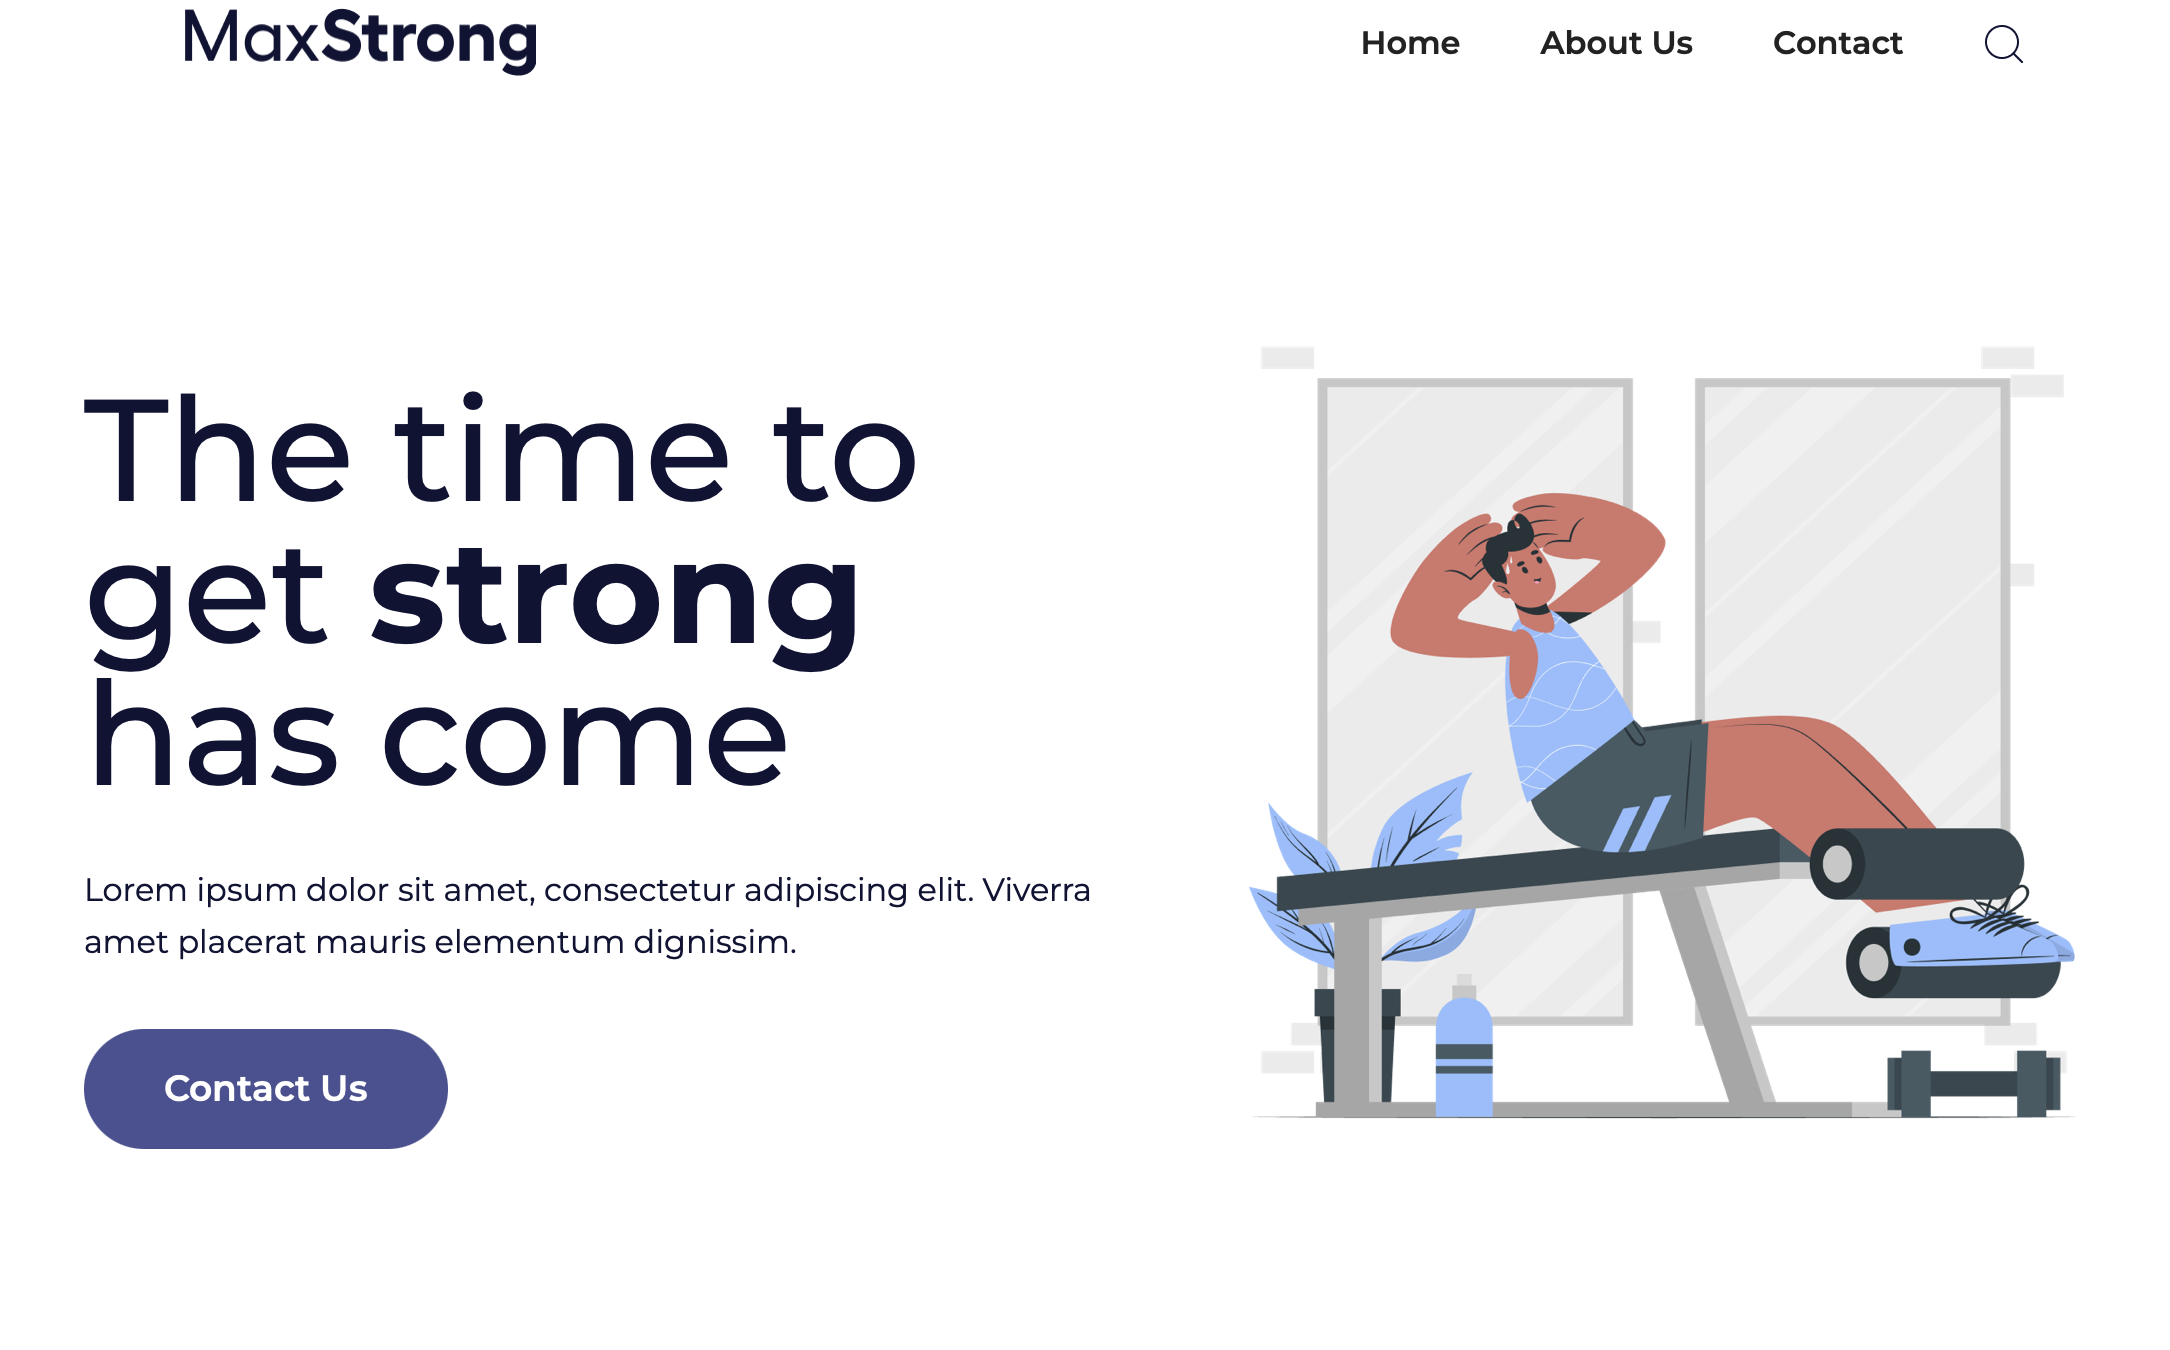 MaxStrong
Home About Us Contact
The time to
get strong
has come
Lorem ipsum dolor sit amet, consectetur adipiscing elit. Viverra
amet placerat mauris elementum dignissim.
Contact Us